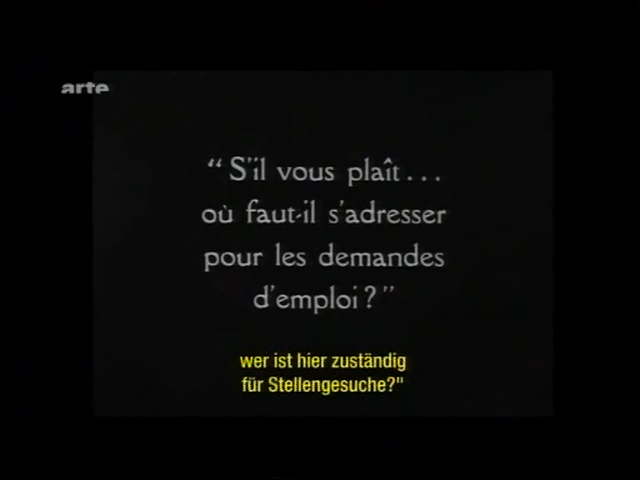 arte
“S'il vous plaît...
où faut-il s'adresser
pour les demandes
d'emploi?”
wer ist hier zuständig
für Stellengesuche?"